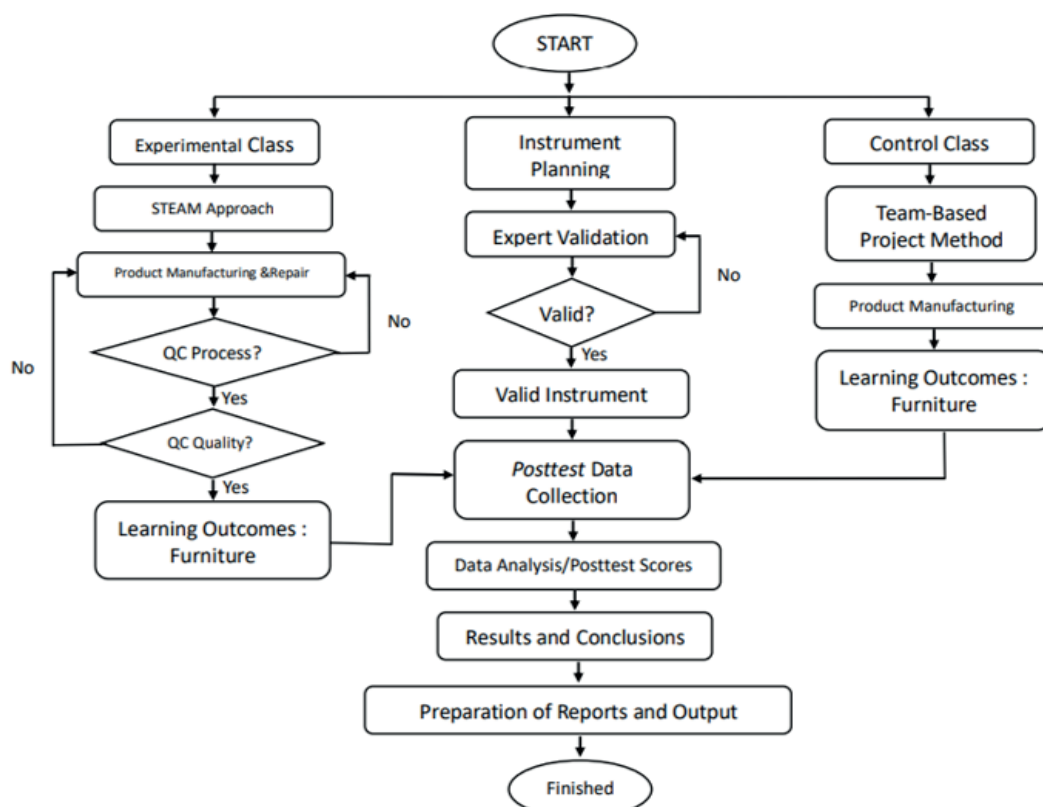 START
Experimental Class
Instrument
Planning
Control Class
STEAM Approach
Expert Validation
Team-Based
Project Method
Product Manufacturing &Repair
No
Valid?
Product Manufacturing
No
QC Process?
Yes
No
Yes
Valid Instrument
Learning Outcomes :
Furniture
QC Quality?
Yes
Posttest Data
Collection
Learning Outcomes :
Furniture
Data Analysis/Posttest Scores
Results and Conclusions
Preparation of Reports and Output
Finished